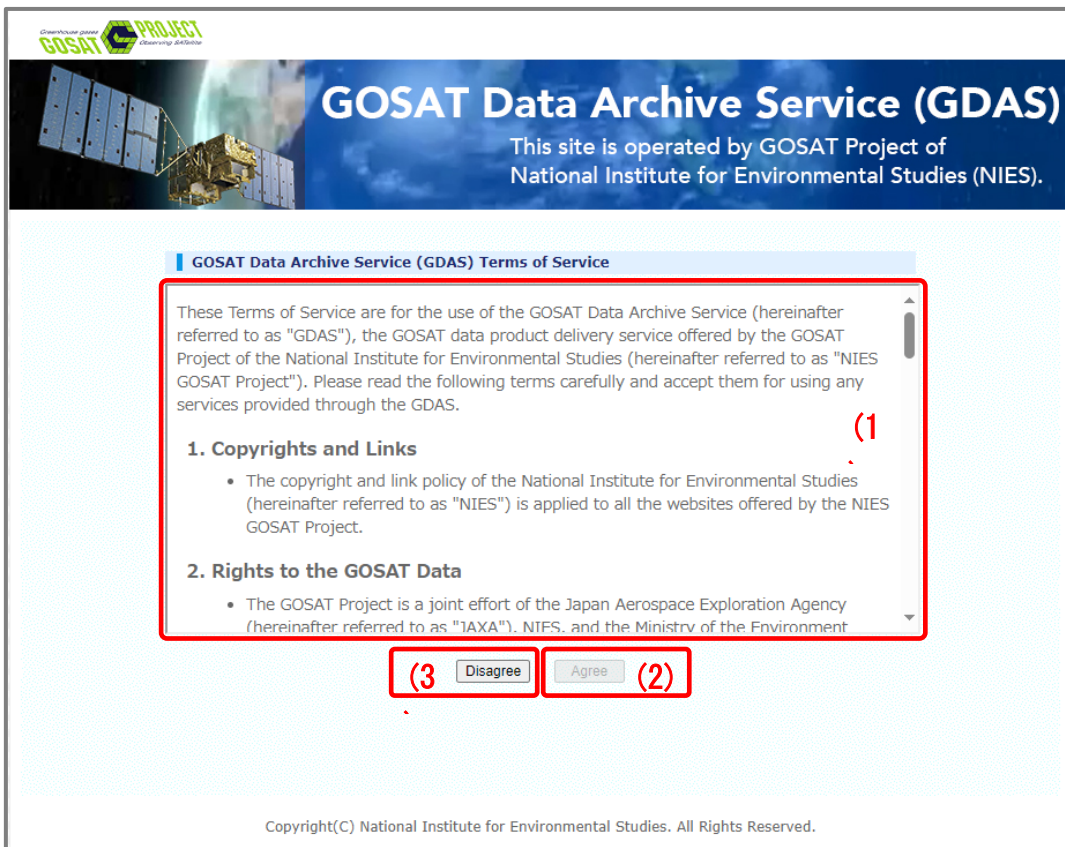 Greenhouse gases
GOSAT PROJECT
Observing SATellite
GOSAT Data Archive Service (GDAS)
This site is operated by GOSAT Project of
National Institute for Environmental Studies (NIES).
GOSAT Data Archive Service (GDAS) Terms of Service
These Terms of Service are for the use of the GOSAT Data Archive Service (hereinafter
referred to as "GDAS"), the GOSAT data product delivery service offered by the GOSAT
Project of the National Institute for Environmental Studies (hereinafter referred to as "NIES
GOSAT Project"). Please read the following terms carefully and accept them for using any
services provided through the GDAS.
(1
1. Copyrights and Links
• The copyright and link policy of the National Institute for Environmental Studies
(hereinafter referred to as "NIES") is applied to all the websites offered by the NIES
GOSAT Project.
2. Rights to the GOSAT Data
• The GOSAT Project is a joint effort of the Japan Aerospace Exploration Agency
(hereinafter referred to as "JAXA"), NIES, and the Ministry of the Environment
(3 Disagree Agree (2)
Copyright(C) National Institute for Environmental Studies. All Rights Reserved.